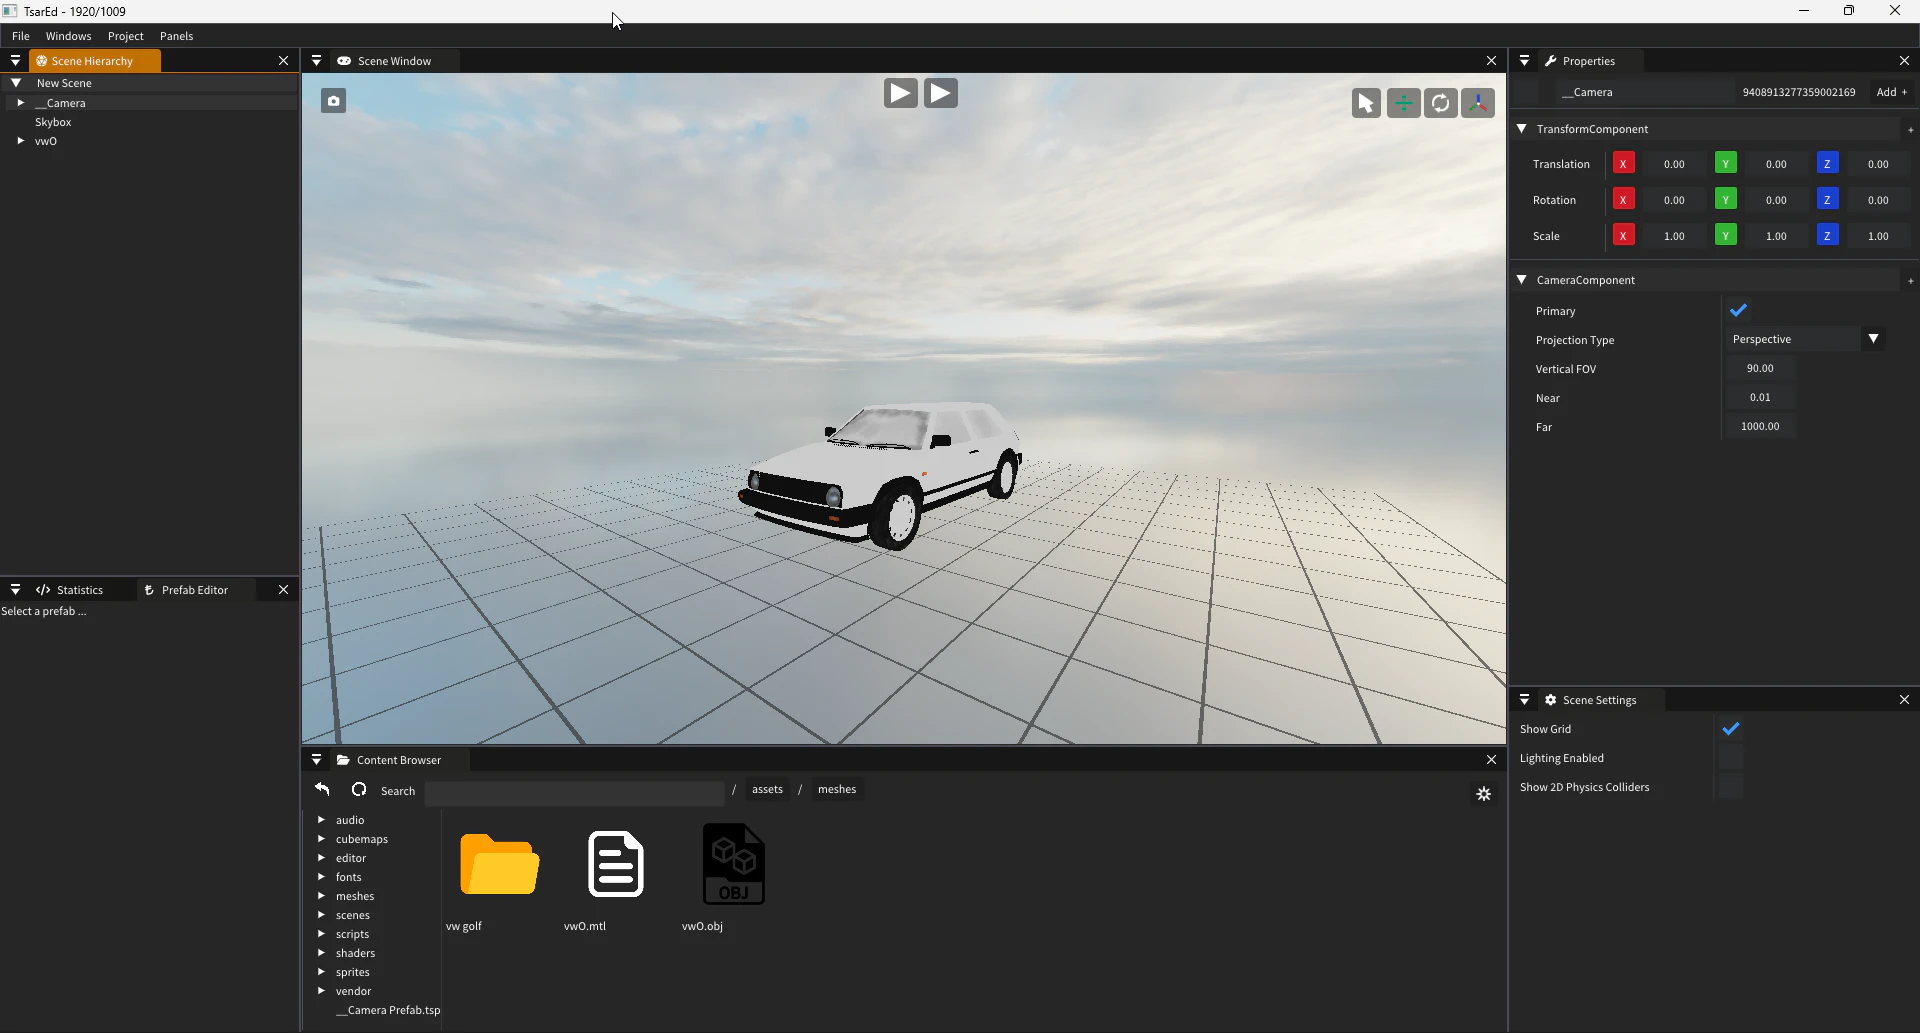 TsarEd - 1920/1009
File Windows Project Panels
Scene Hierarchy
New Scene
__Camera
Skybox
vwO
Statistics Prefab Editor
Select a prefab ...
Scene Window
Content Browser
Search / assets / meshes
audio
cubemaps
editor
fonts
meshes
scenes
scripts
shaders
sprites
vendor
__Camera Prefab.tsp
OBJ
vw golf vwO.mtl vwO.obj
Properties
__Camera 9408913277359002169 Add +
TransformComponent +
Translation X 0.00 Y 0.00 Z 0.00
Rotation X 0.00 Y 0.00 Z 0.00
Scale X 1.00 Y 1.00 Z 1.00
CameraComponent +
Primary
Projection Type Perspective
Vertical FOV 90.00
Near 0.01
Far 1000.00
Scene Settings
Show Grid
Lighting Enabled
Show 2D Physics Colliders